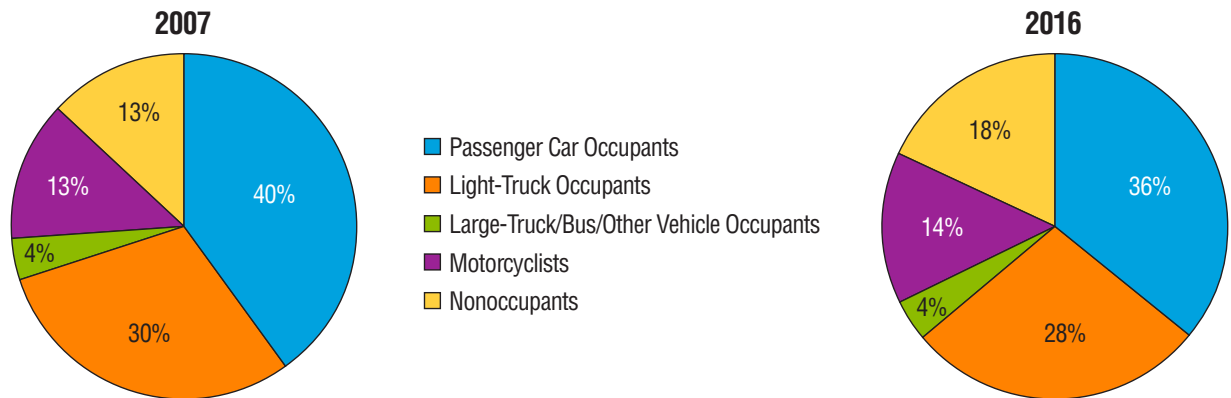 2007
13%
13%
40%
4%
30%
Passenger Car Occupants
Light-Truck Occupants
Large-Truck/Bus/Other Vehicle Occupants
Motorcyclists
Nonoccupants
2016
18%
36%
14%
4%
28%